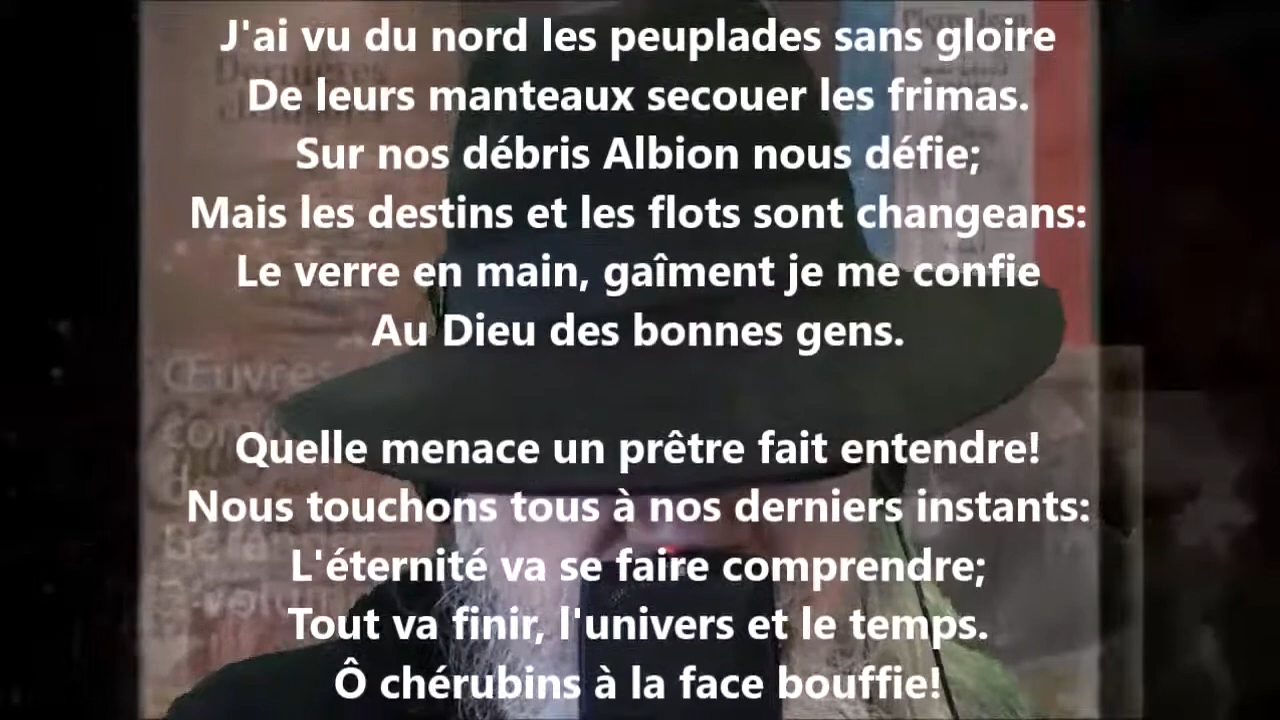 J'ai vu du nord les peuplades sans gloire
De leurs manteaux secouer les frimas.
Sur nos débris Albion nous défie;
Mais les destins et les flots sont changeans:
Le verre en main, gaîment je me confie
Au Dieu des bonnes gens.
Quelle menace un prêtre fait entendre!
Nous touchons tous à nos derniers instants:
L'éternité va se faire comprendre;
Tout va finir, l'univers et le temps.
Ô chérubins à la face bouffie!
Dernières
Œuvres